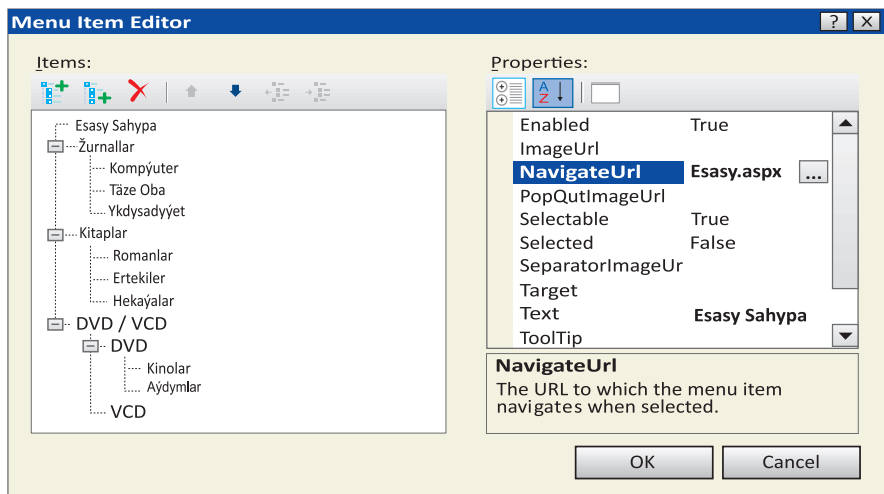 Menu Item Editor ? X
Items:
Esasy Sahypa
Žurnallar
Kompýuter
Täze Oba
Ykdysadyýet
Kitaplar
Romanlar
Ertekiler
Hekaýalar
DVD / VCD
DVD
Kinolar
Aýdymlar
VCD
Properties:
A
Z
Enabled True
ImageUrl
NavigateUrl Esasy.aspx ...
PopQutImageUrl
Selectable True
Selected False
SeparatorImageUr
Target
Text Esasy Sahypa
ToolTip
NavigateUrl
The URL to which the menu item
navigates when selected.
OK Cancel